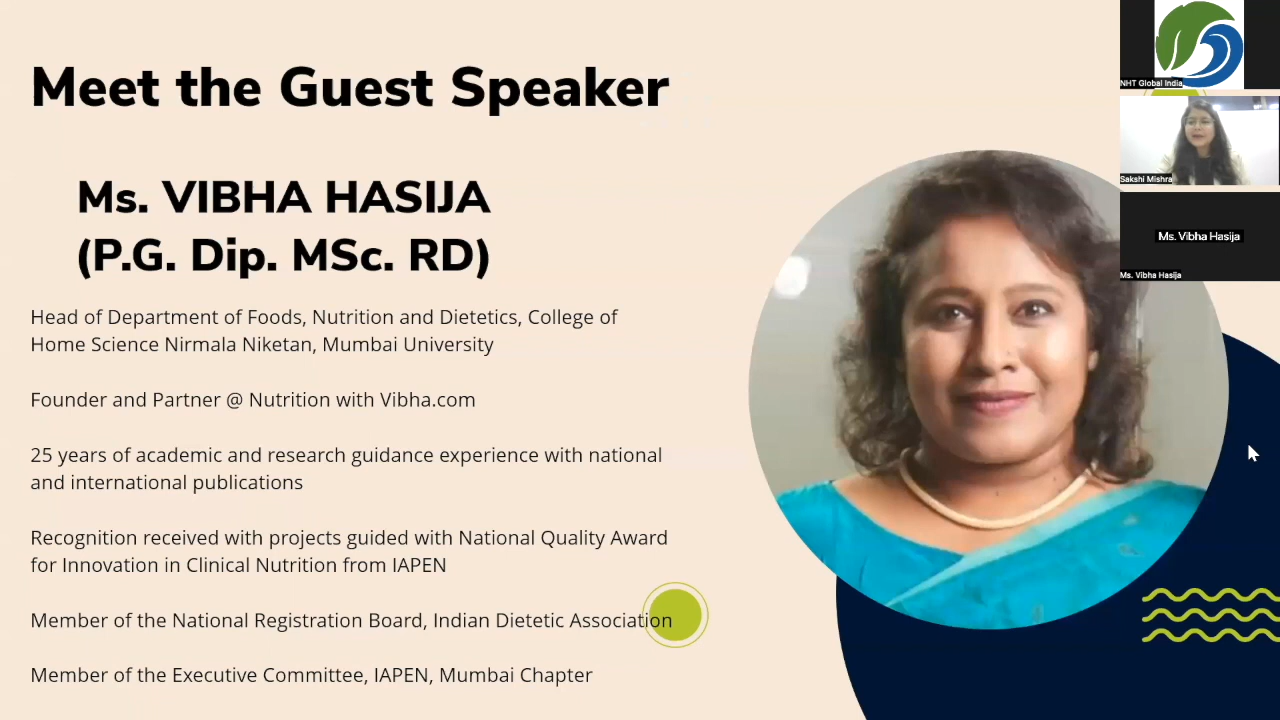 Meet the Guest Speaker
Ms. VIBHA HASIJA
(P.G. Dip. MSc. RD)
Head of Department of Foods, Nutrition and Dietetics, College of
Home Science Nirmala Niketan, Mumbai University
Founder and Partner @ Nutrition with Vibha.com
25 years of academic and research guidance experience with national
and international publications
Recognition received with projects guided with National Quality Award
for Innovation in Clinical Nutrition from IAPEN
Member of the National Registration Board, Indian Dietetic Association
Member of the Executive Committee, IAPEN, Mumbai Chapter
NHT Global India
Sakshi Mishra
Ms. Vibha Hasija
Ms. Vibha Hasija